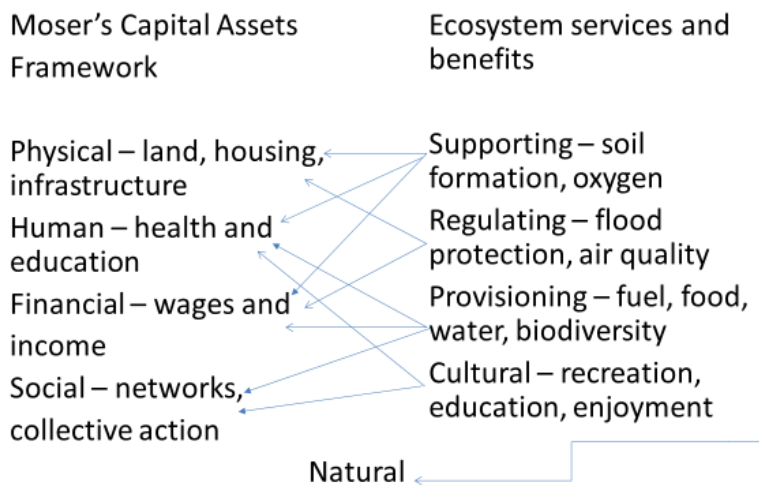 Moser’s Capital Assets
Framework
Physical – land, housing,
infrastructure
Human – health and
education
Financial – wages and
income
Social – networks,
collective action
Ecosystem services and
benefits
Supporting – soil
formation, oxygen
Regulating – flood
protection, air quality
Provisioning – fuel, food,
water, biodiversity
Cultural – recreation,
education, enjoyment
Natural